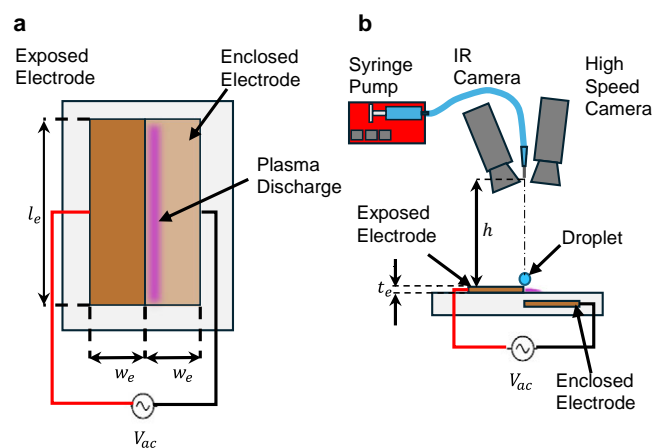 a
Exposed
Electrode
Enclosed
Electrode
Plasma
Discharge
l_e
w_e
w_e
V_ac
b
Syringe
Pump
IR
Camera
High
Speed
Camera
Exposed
Electrode
h
Droplet
t_e
V_ac
Enclosed
Electrode